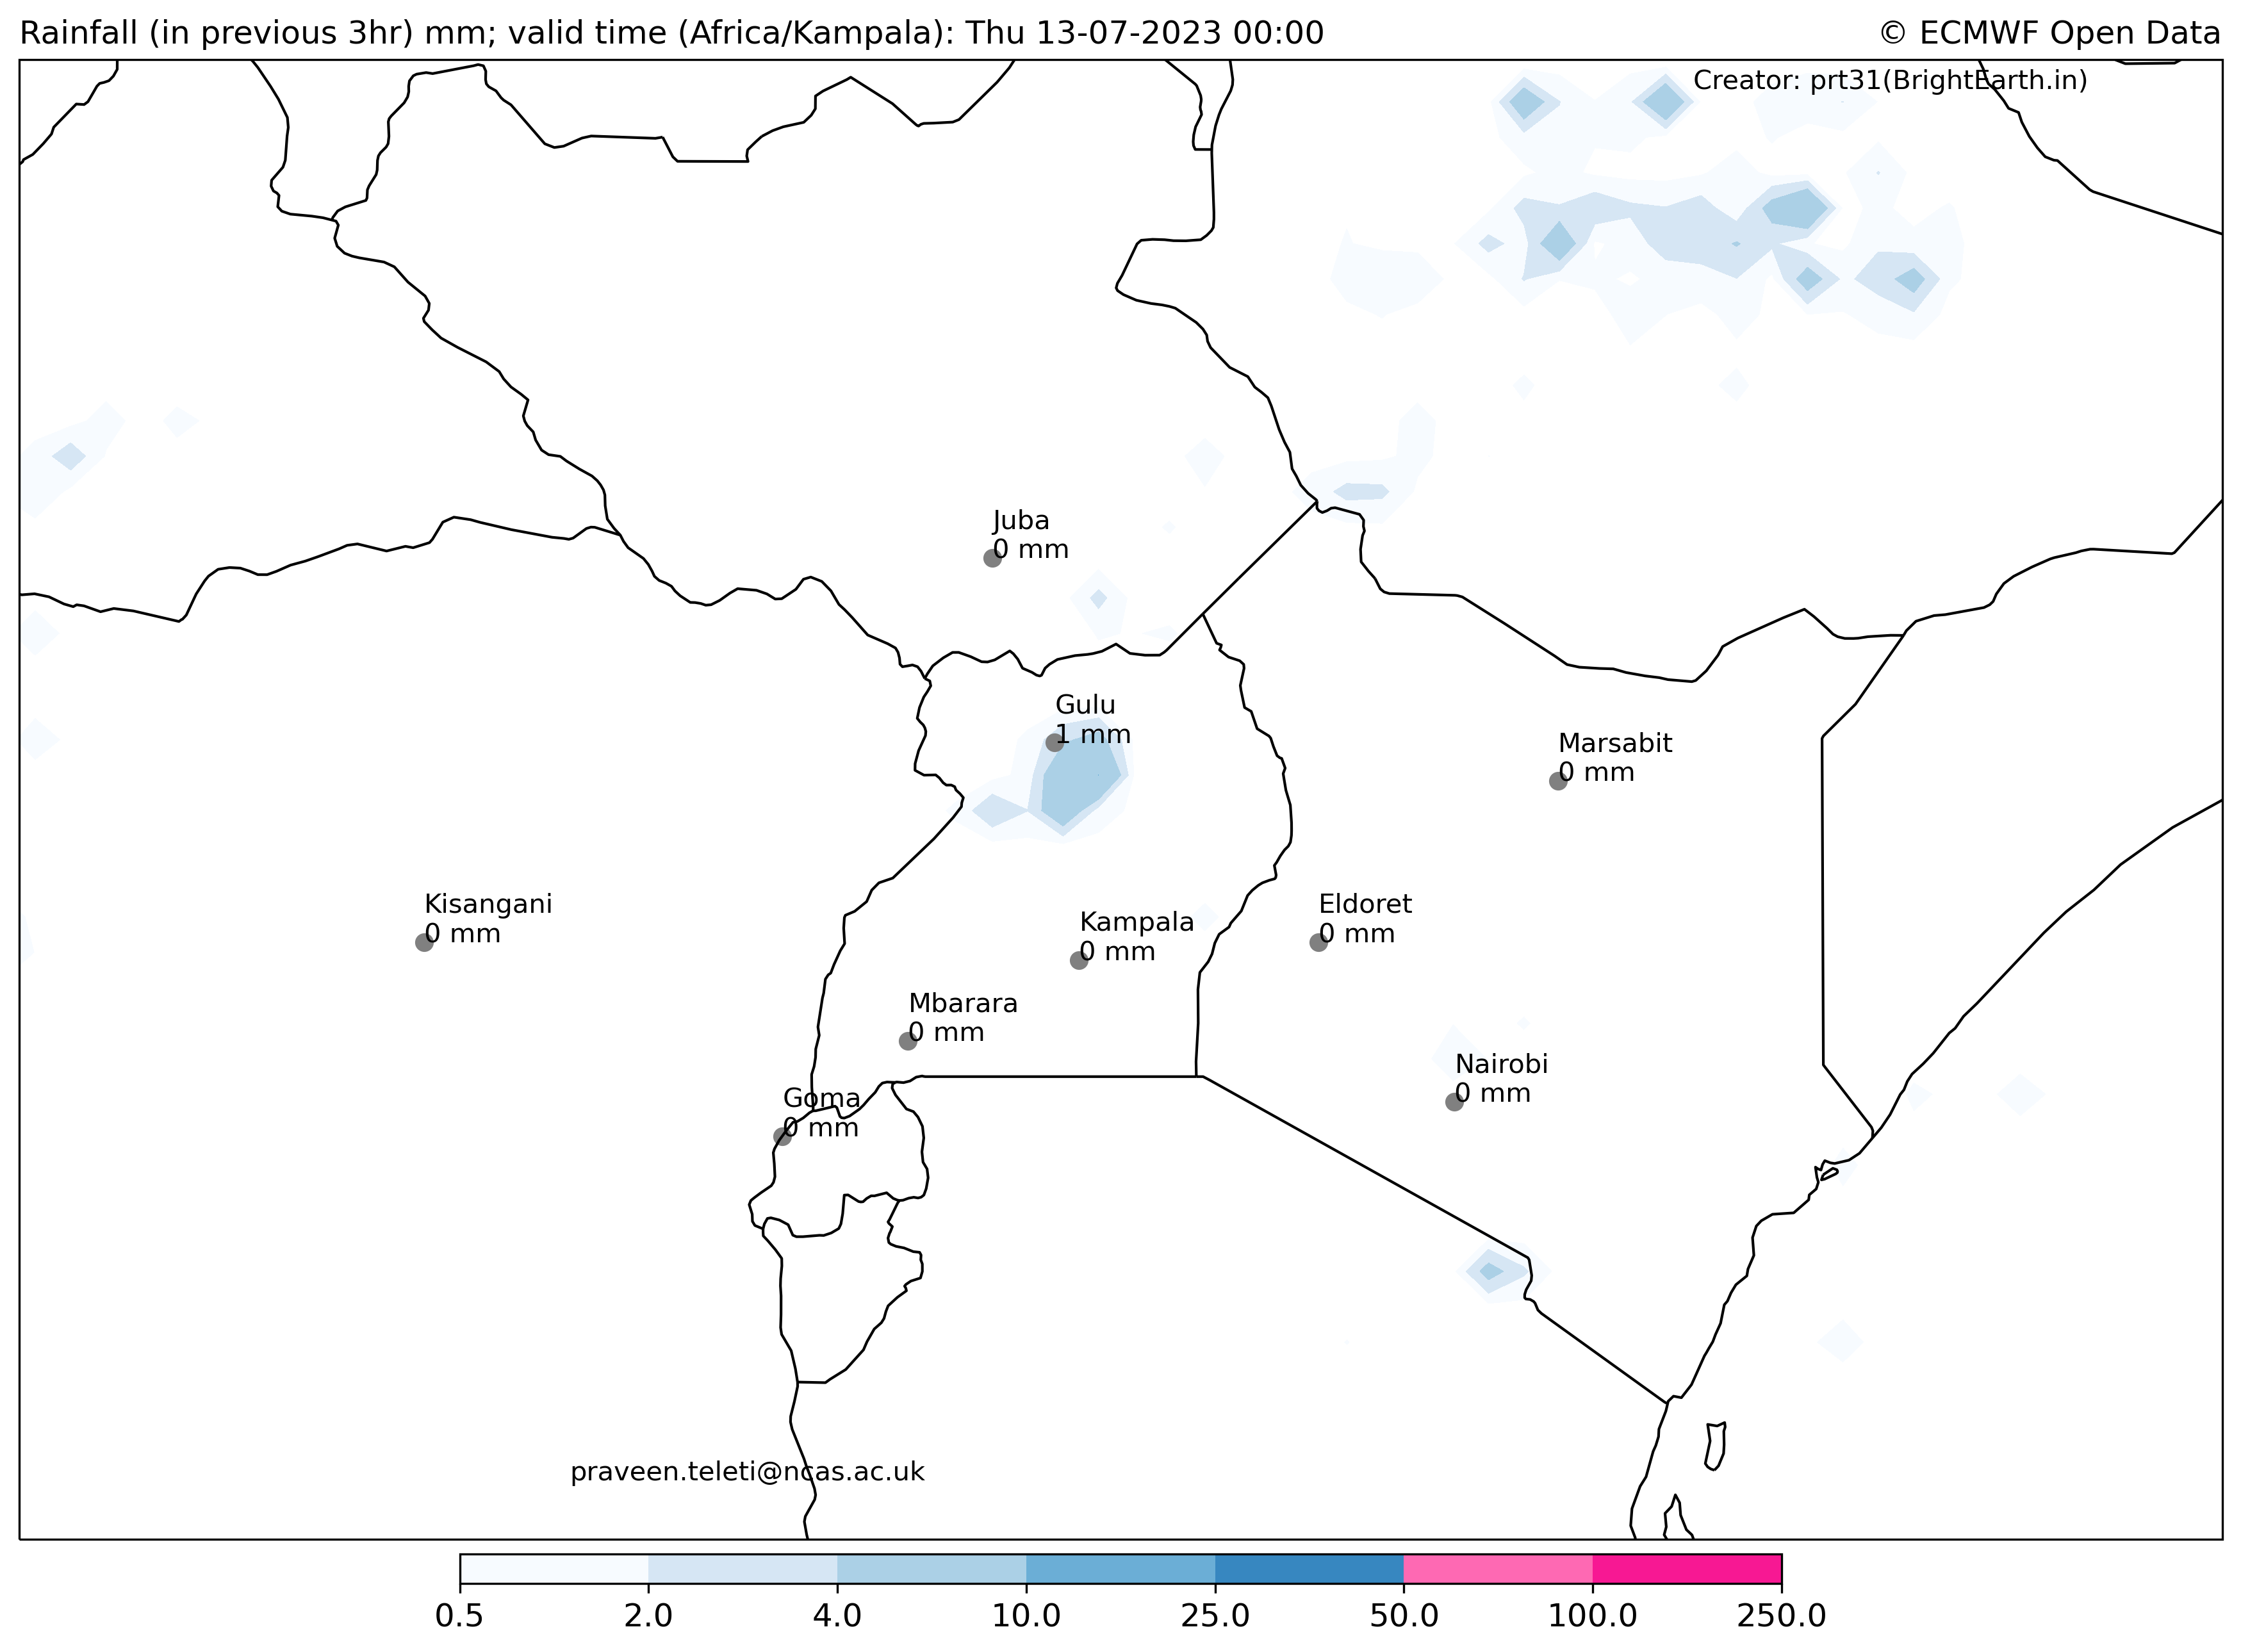 Rainfall (in previous 3hr) mm; valid time (Africa/Kampala): Thu 13-07-2023 00:00
© ECMWF Open Data
Creator: prt31(BrightEarth.in)
Juba
0 mm
Gulu
1 mm
Marsabit
0 mm
Kisangani
0 mm
Kampala
0 mm
Eldoret
0 mm
Mbarara
0 mm
Nairobi
0 mm
Goma
0 mm
praveen.teleti@ncas.ac.uk
0.5 2.0 4.0 10.0 25.0 50.0 100.0 250.0